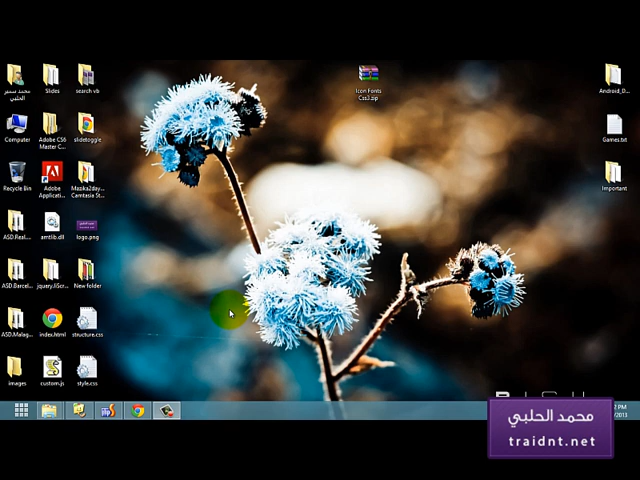 محمد سمير
الحلبي
Slides
search vb
Icon Fonts
Css3.zip
Android_D...
Computer
Adobe CS6
Master C...
slidetoggle
Games.txt
Recycle Bin
Adobe
Applicati...
Mazika2day...
Camtasia St...
Important
ASD.Real...
amtlib.dll
logo.png
ASD.Barcel...
jquery.liScr...
New folder
ASD.Malag...
index.html
structure.css
images
custom.js
style.css
php
محمد الحلبي
traidnt.net